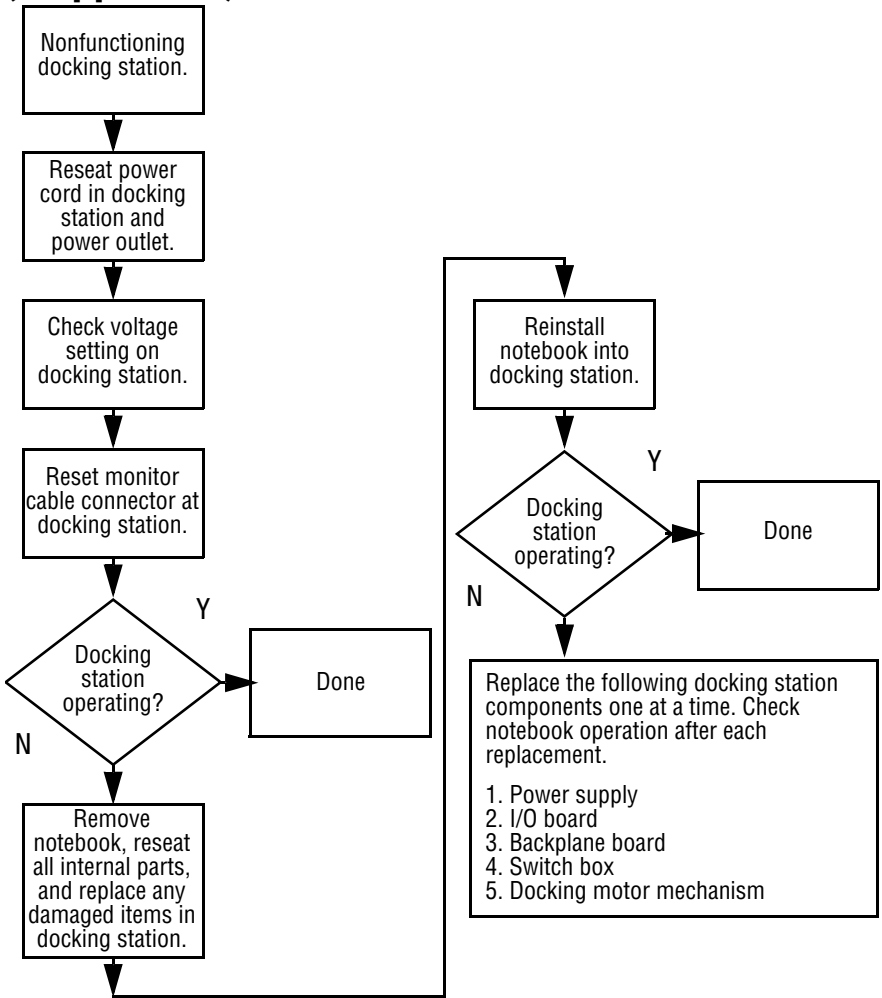 Nonfunctioning
docking station.
Reseat power
cord in docking
station and
power outlet.
Check voltage
setting on
docking station.
Reset monitor
cable connector at
docking station.
Docking
station
operating?
Y
Done
N
Remove
notebook, reseat
all internal parts,
and replace any
damaged items in
docking station.
Reinstall
notebook into
docking station.
Docking
station
operating?
Y
Done
N
Replace the following docking station
components one at a time. Check
notebook operation after each
replacement.
1. Power supply
2. I/O board
3. Backplane board
4. Switch box
5. Docking motor mechanism